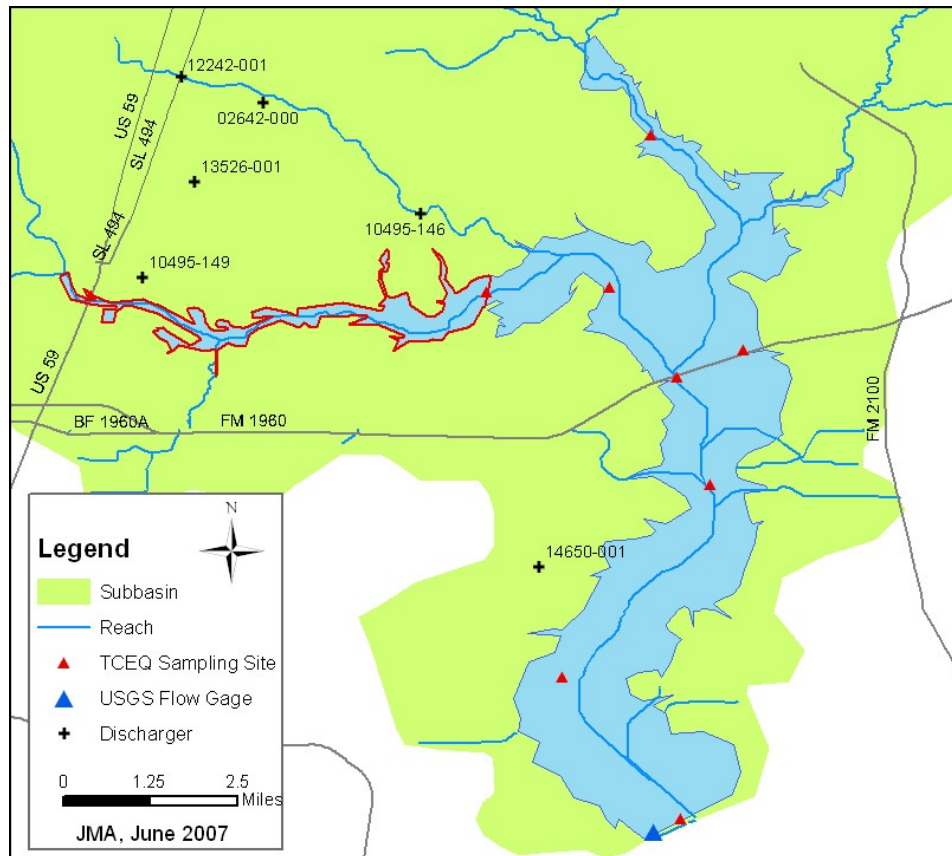 12242-001
US 59
SL 494
02642-000
13526-001
10495-146
SL 494
10495-149
US 59
BF 1960A
FM 1960
FM 2100
14650-001
N
Legend
Subbasin
Reach
TCEQ Sampling Site
USGS Flow Gage
Discharger
0 1.25 2.5
Miles
JMA, June 2007